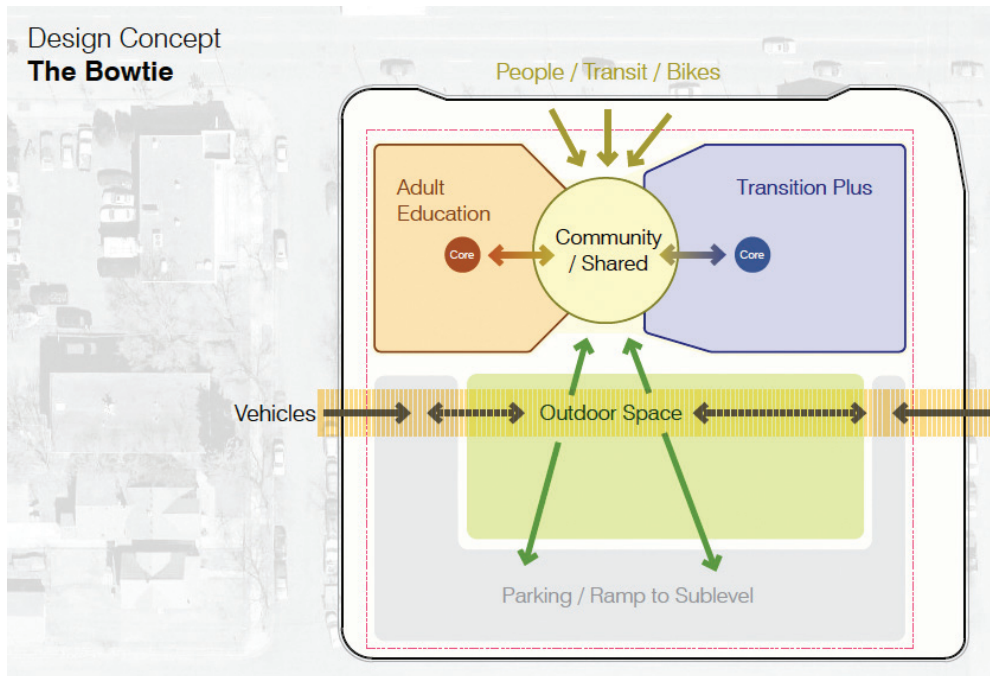 Design Concept
The Bowtie
People / Transit / Bikes
Adult
Education
Transition Plus
Community
/ Shared
Core
Core
Vehicles
Outdoor Space
Parking / Ramp to Sublevel